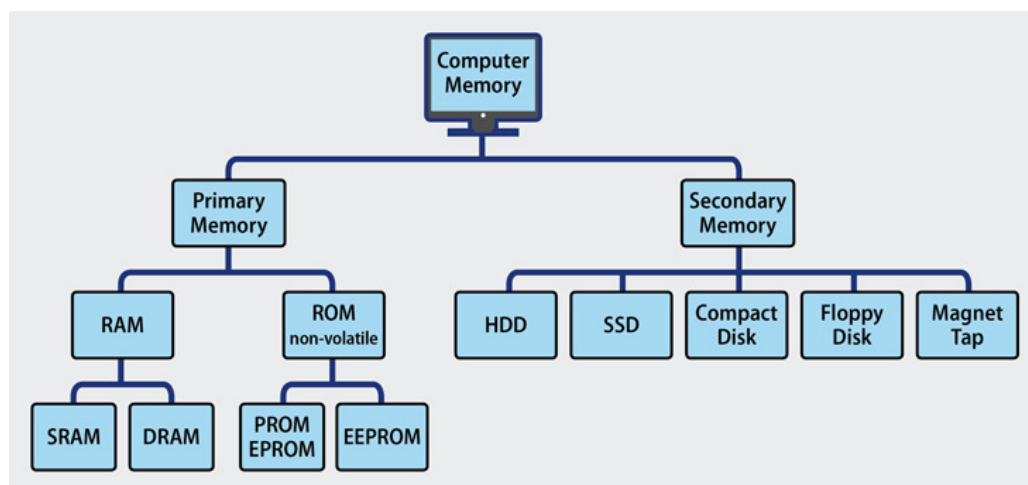 Computer
Memory
Primary
Memory
Secondary
Memory
RAM
ROM
non-volatile
HDD
SSD
Compact
Disk
Floppy
Disk
Magnet
Tap
SRAM
DRAM
PROM
EPROM
EEPROM